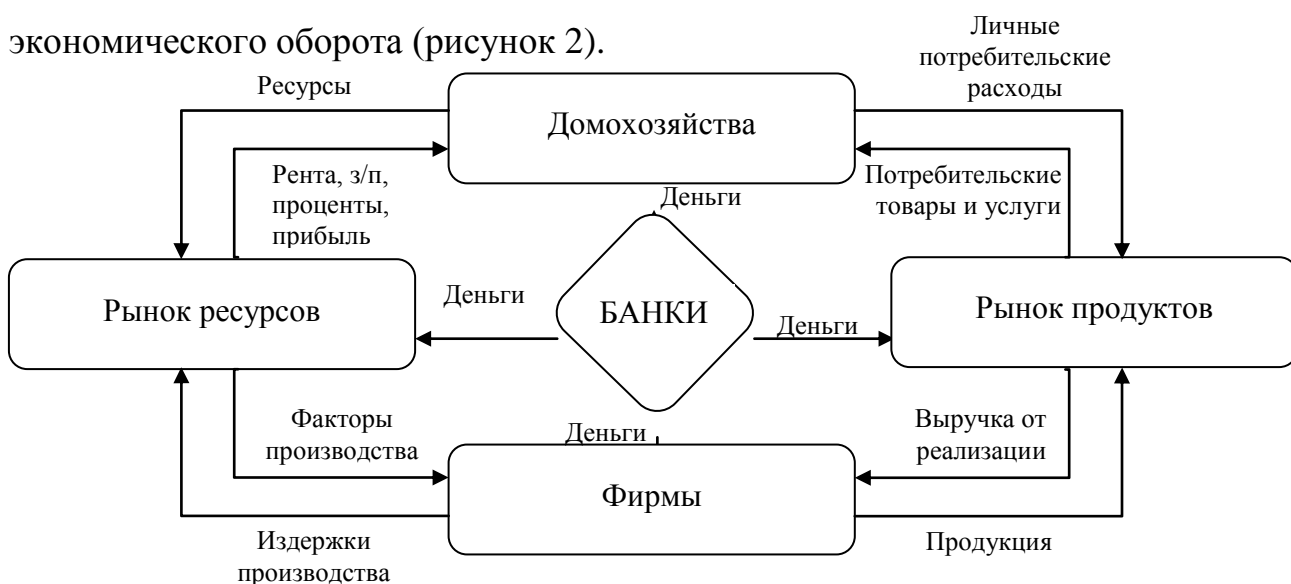 экономического оборота (рисунок 2).
Личные
потребительские
расходы
Ресурсы
Домохозяйства
Рента, з/п,
проценты,
прибыль
Потребительские
товары и услуги
Деньги
Рынок ресурсов
Деньги
БАНКИ
Деньги
Рынок продуктов
Факторы
производства
Деньги
Выручка от
реализации
Фирмы
Издержки
производства
Продукция